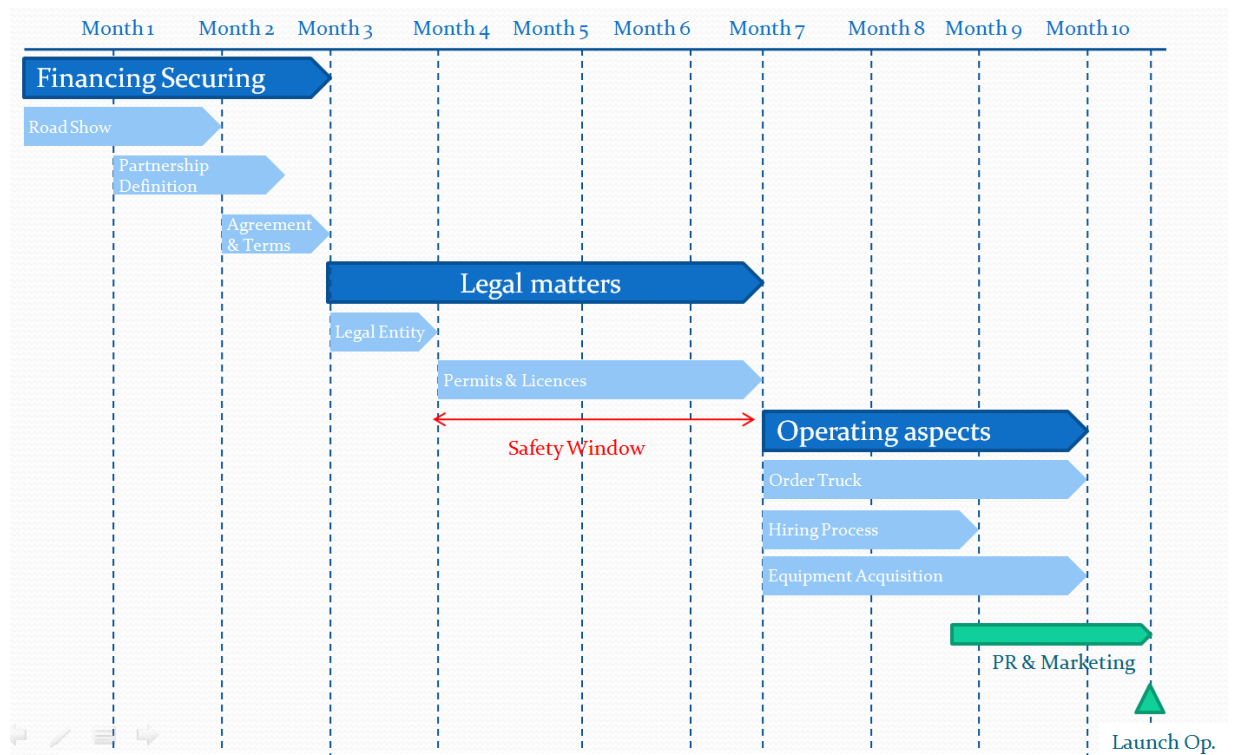 Month 1 Month 2 Month 3 Month 4 Month 5 Month 6 Month 7 Month 8 Month 9 Month 10
Financing Securing
Road Show
Partnership
Definition
Agreement
& Terms
Legal matters
Legal Entity
Permits & Licences
Safety Window
Operating aspects
Order Truck
Hiring Process
Equipment Acquisition
PR & Marketing
Launch Op.